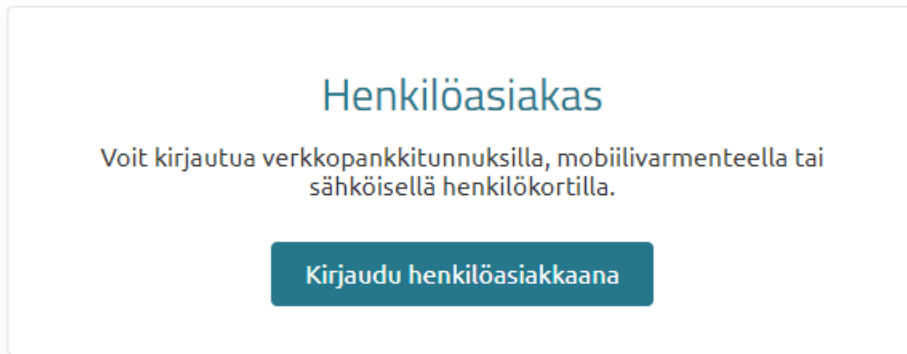 Henkilöasiakas
Voit kirjautua verkkopankkitunnuksilla, mobiilivarmenteella tai
sähköisellä henkilökortilla.
Kirjaudu henkilöasiakkaana